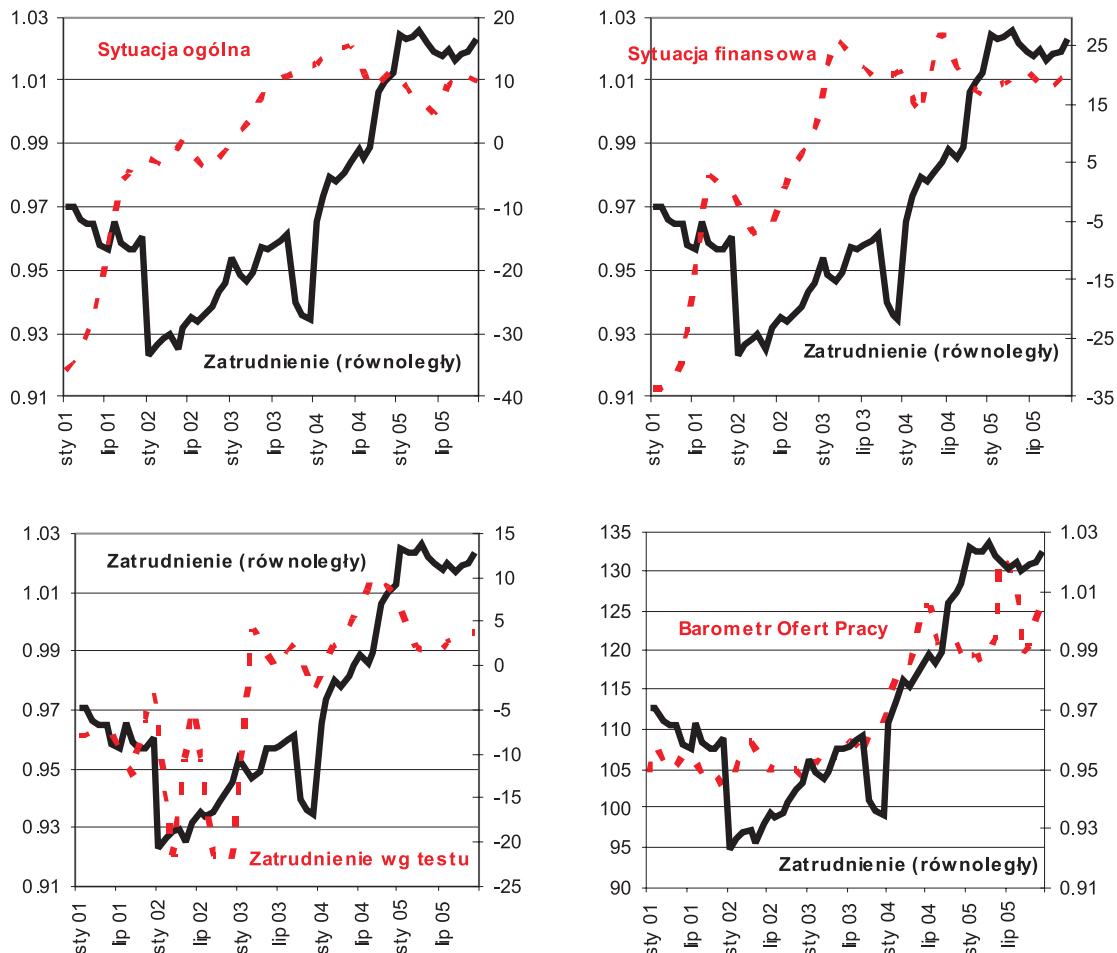 1.03
1.01
0.99
0.97
0.95
0.93
0.91
20
10
0
-10
-20
-30
-40
Sytuacja ogólna
Zatrudnienie (równoległy)
sty 01
lip 01
sty 02
lip 02
sty 03
lip 03
sty 04
lip 04
sty 05
lip 05
1.03
1.01
0.99
0.97
0.95
0.93
0.91
25
15
5
-5
-15
-25
-35
Sytuacja finansowa
Zatrudnienie (równoległy)
sty 01
lip 01
sty 02
lip 02
sty 03
lip 03
sty 04
lip 04
sty 05
lip 05
1.03
1.01
0.99
0.97
0.95
0.93
0.91
15
10
5
0
-5
-10
-15
-20
-25
Zatrudnienie (równoległy)
Zatrudnienie wg testu
sty 01
lip 01
sty 02
lip 02
sty 03
lip 03
sty 04
lip 04
sty 05
lip 05
135
130
125
120
115
110
105
100
95
90
1.03
1.01
0.99
0.97
0.95
0.93
0.91
Barometr Ofert Pracy
Zatrudnienie (równoległy)
sty 01
lip 01
sty 02
lip 02
sty 03
lip 03
sty 04
lip 04
sty 05
lip 05